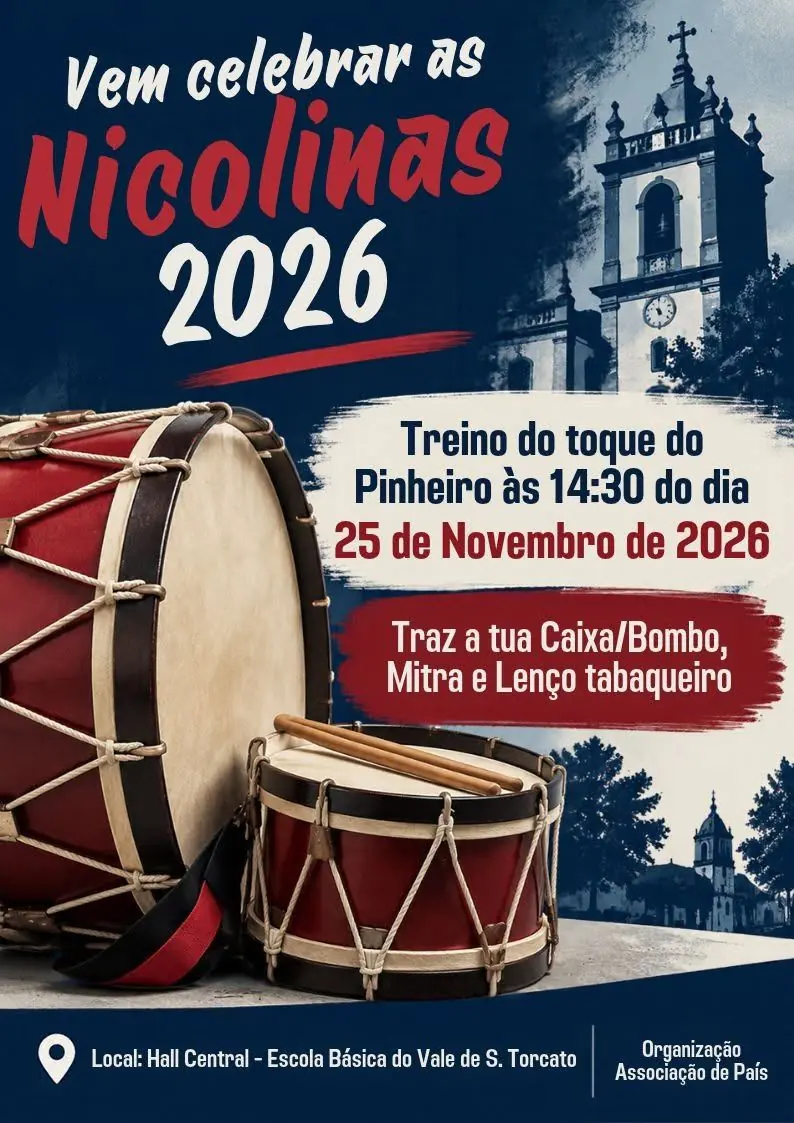 Vem celebrar as
Nicolinas
2026
Treino do toque do
Pinheiro às 14:30 do dia
25 de Novembro de 2026
Traz a tua Caixa/Bombo,
Mitra e Lenço tabaqueiro
Local: Hall Central - Escola Básica do Vale de S. Torcato
Organização
Associação de País